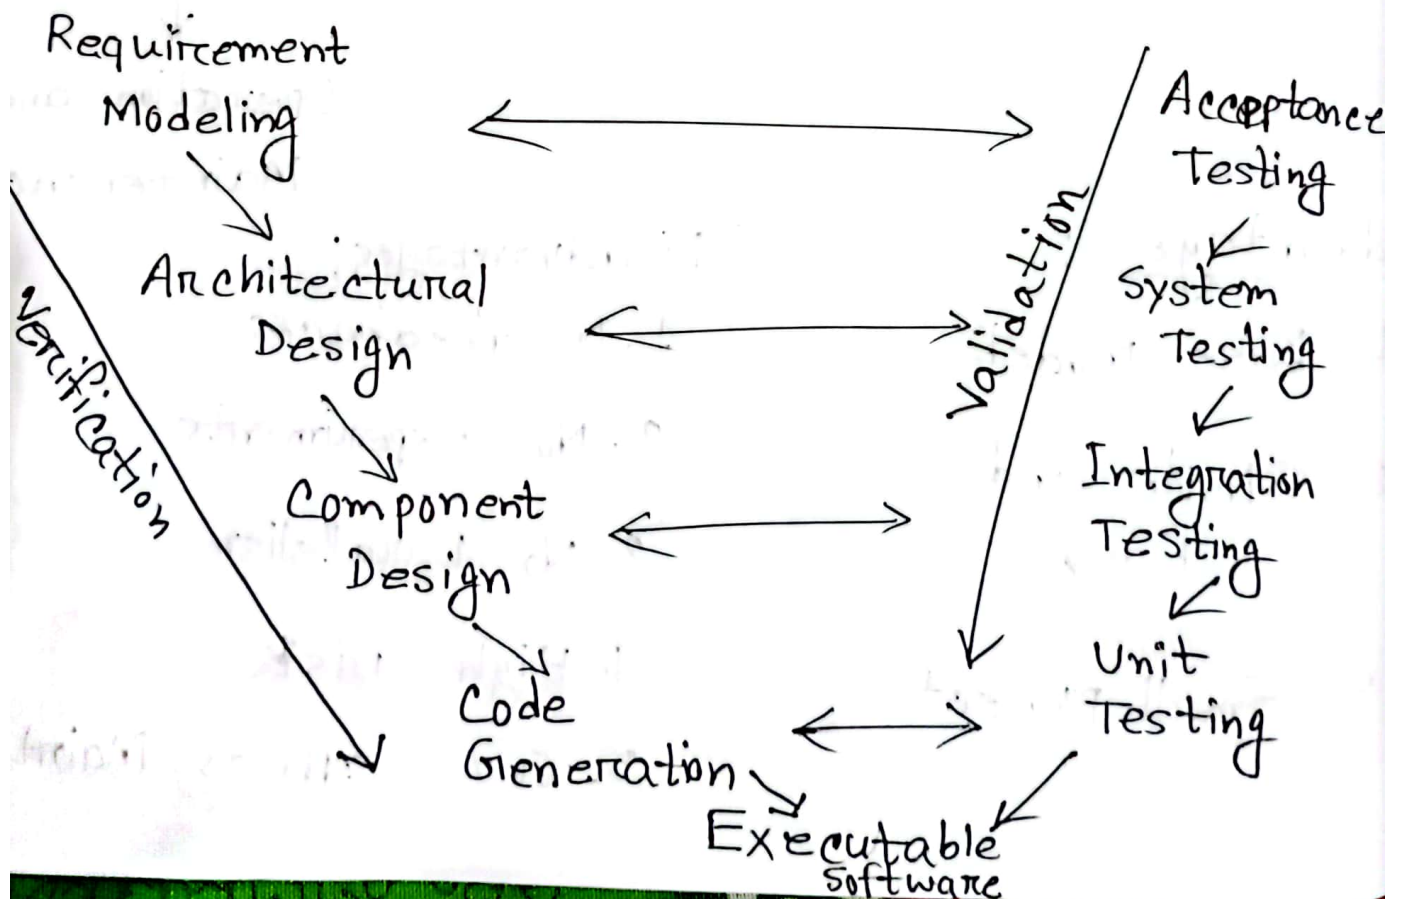 Requirement
Modeling
Acceptance
Testing
Architectural
Design
System
Testing
Verification
Validation
Component
Design
Integration
Testing
Code
Generation
Unit
Testing
Executable
Software